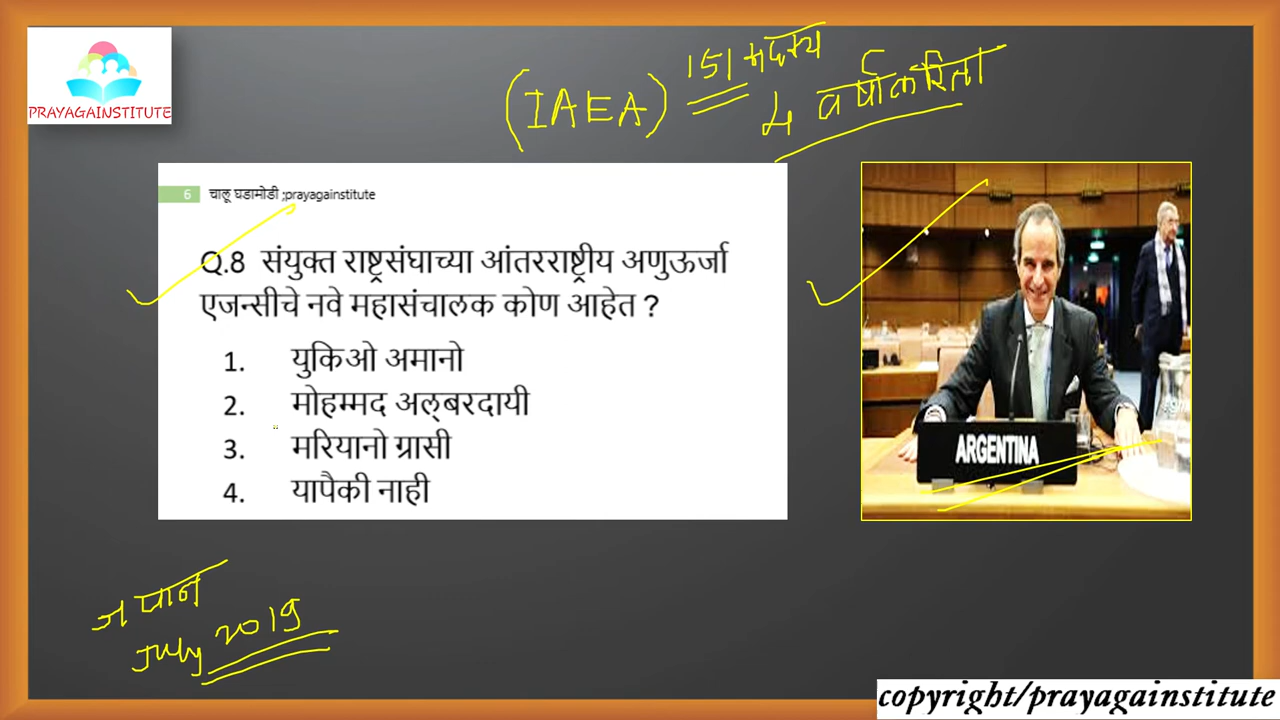 PRAYAGAINSTITUTE
(IAEA) 151 सदस्य
4 वर्षाकरिता
6 चालू घडामोडी ;prayagainstitute
Q.8 संयुक्त राष्ट्रसंघाच्या आंतरराष्ट्रीय अणुऊर्जा
एजन्सीचे नवे महासंचालक कोण आहेत ?
1. युकिओ अमानो
2. मोहम्मद अल्‌बरदायी
3. मरियानो ग्रासी
4. यापैकी नाही
ARGENTINA
जपान
July 2019
copyright/prayagainstitute